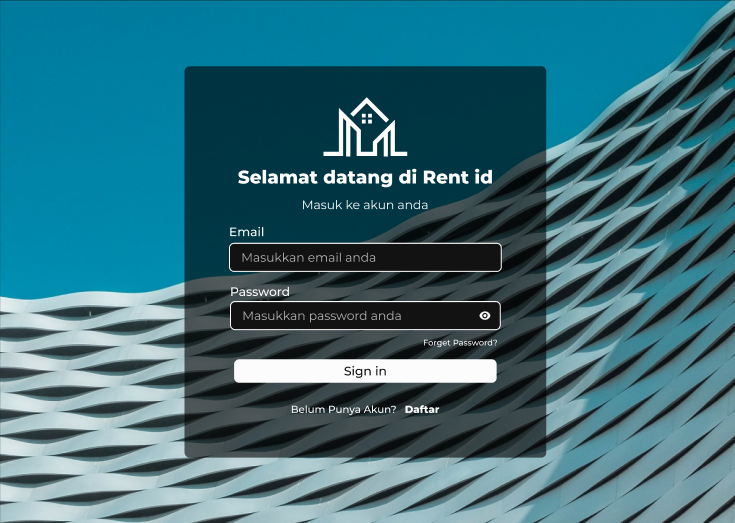 Selamat datang di Rent id
Masuk ke akun anda
Email
Masukkan email anda
Password
Masukkan password anda
Forget Password?
Sign in
Belum Punya Akun? Daftar